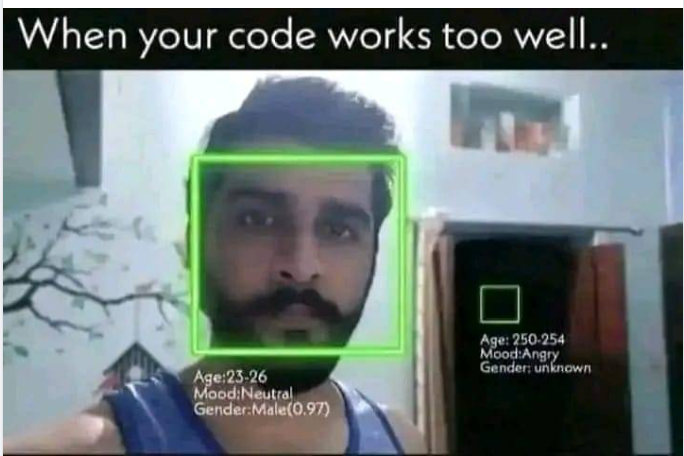 When your code works too well..
Age:23-26
Mood:Neutral
Gender:Male(0.97)
Age: 250-254
Mood:Angry
Gender: unknown